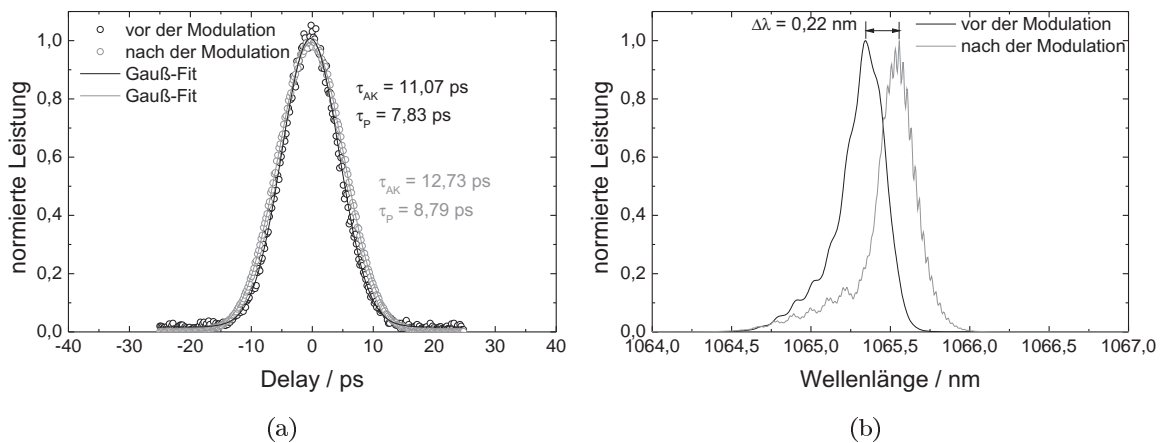 vor der Modulation
nach der Modulation
Gauß-Fit
Gauß-Fit
τ_AK = 11,07 ps
τ_P = 7,83 ps
τ_AK = 12,73 ps
τ_P = 8,79 ps
normierte Leistung
1,0
0,8
0,6
0,4
0,2
0,0
-40 -30 -20 -10 0 10 20 30 40
Delay / ps
(a)
Δλ = 0,22 nm
vor der Modulation
nach der Modulation
normierte Leistung
1,0
0,8
0,6
0,4
0,2
0,0
1064,0 1064,5 1065,0 1065,5 1066,0 1066,5 1067,0
Wellenlänge / nm
(b)